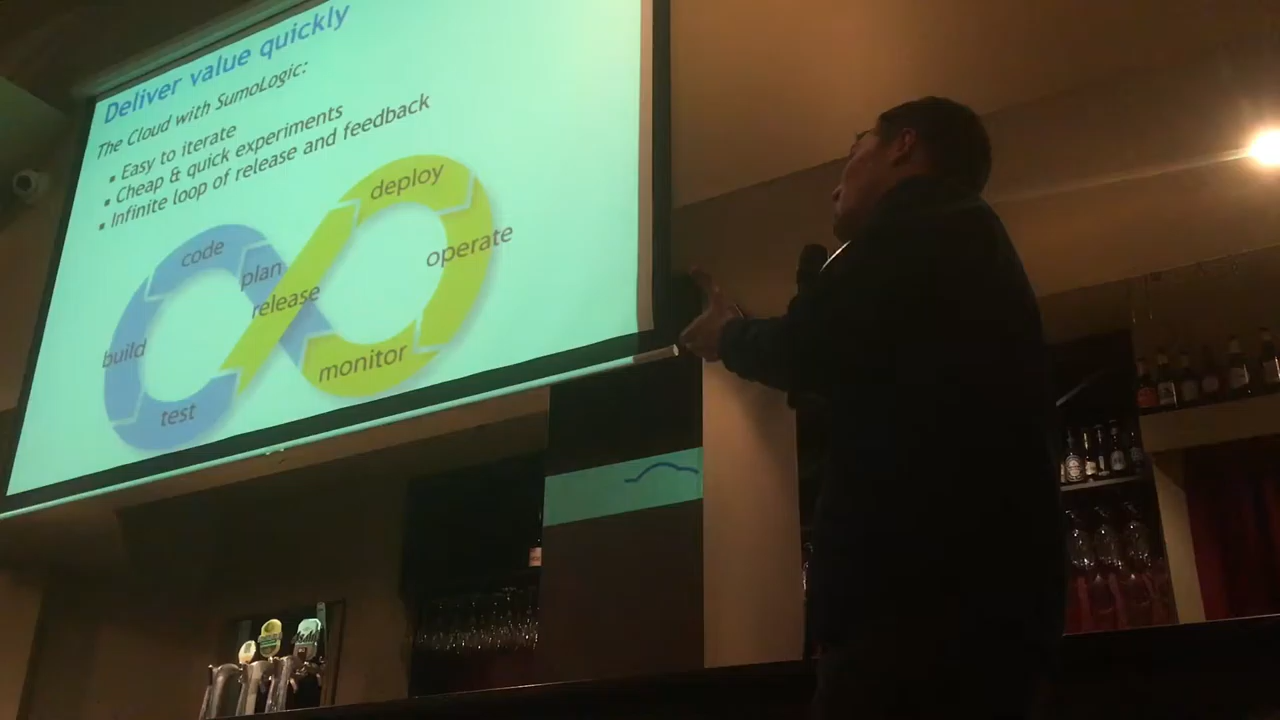 Deliver value quickly
The Cloud with SumoLogic:
▪ Easy to iterate
▪ Cheap & quick experiments
▪ Infinite loop of release and feedback
deploy
code
operate
plan
release
build
monitor
test